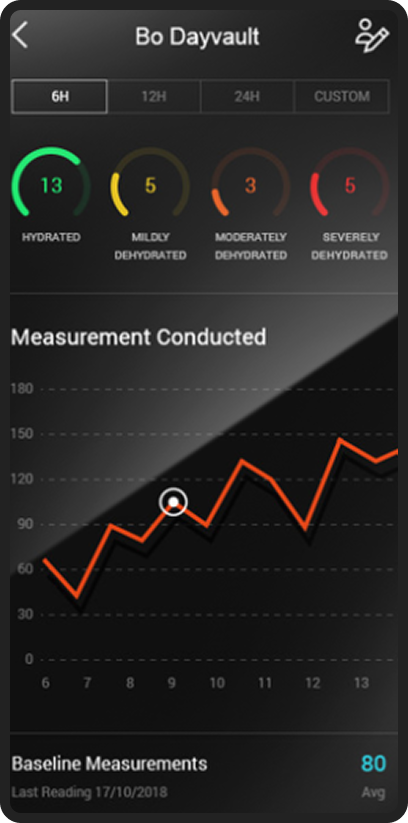 Bo Dayvault
6H 12H 24H CUSTOM
13 5 3 5
HYDRATED MILDLY MODERATELY SEVERELY
DEHYDRATED DEHYDRATED DEHYDRATED
Measurement Conducted
180
150
120
90
60
30
0
6 7 8 9 10 11 12 13
Baseline Measurements 80
Last Reading 17/10/2018 Avg